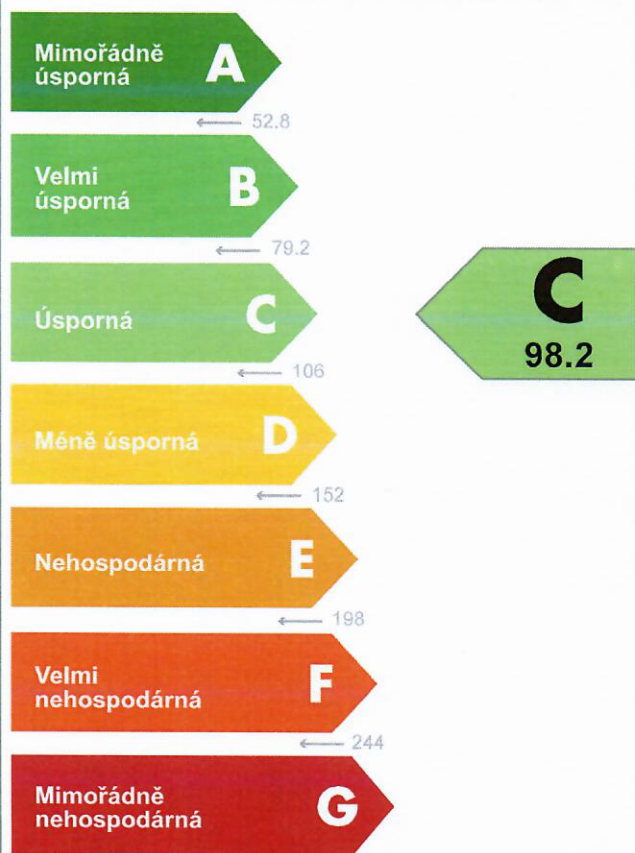 Mimořádně
úsporná
A
← 52.8
Velmi
úsporná
B
← 79.2
Úsporná
C
← 106
C
98.2
Méně úsporná
D
← 152
Nehospodárná
E
← 198
Velmi
nehospodárná
F
← 244
Mimořádně
nehospodárná
G